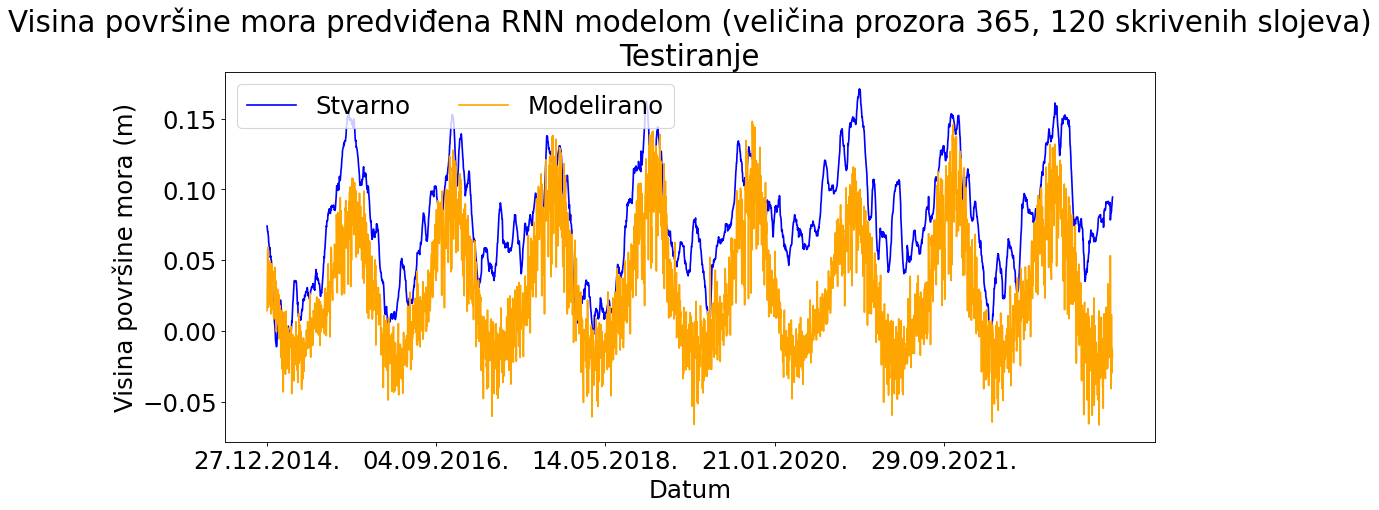 Visina površine mora predviđena RNN modelom (veličina prozora 365, 120 skrivenih slojeva)
Testiranje
Stvarno
Modelirano
Visina površine mora (m)
0.15
0.10
0.05
0.00
−0.05
27.12.2014.
04.09.2016.
14.05.2018.
21.01.2020.
29.09.2021.
Datum